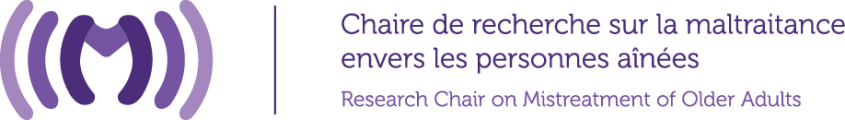 Chaire de recherche sur la maltraitance
envers les personnes aînées
Research Chair on Mistreatment of Older Adults